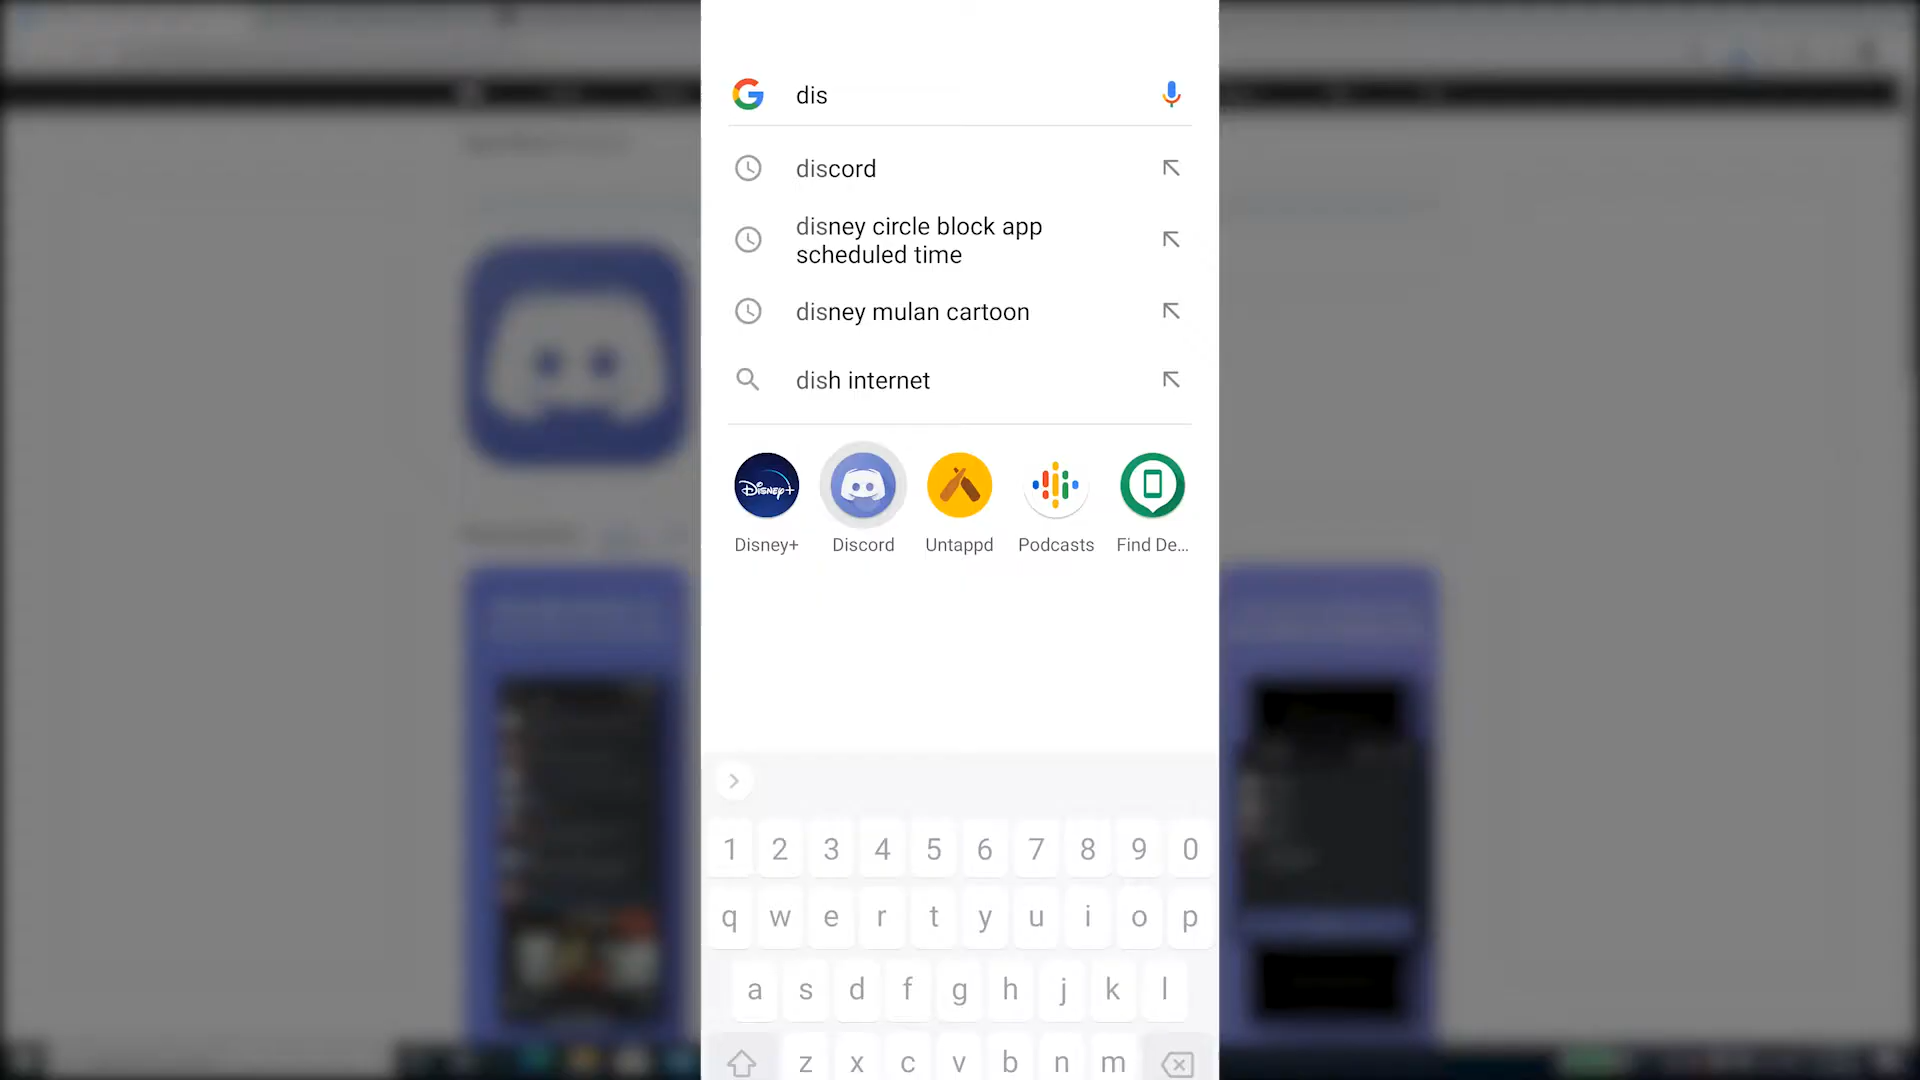 dis
discord
disney circle block app
scheduled time
disney mulan cartoon
dish internet
Disney+
Disney+ Discord Untappd Podcasts Find De...
1 2 3 4 5 6 7 8 9 0
q w e r t y u i o p
a s d f g h j k l
z x c v b n m